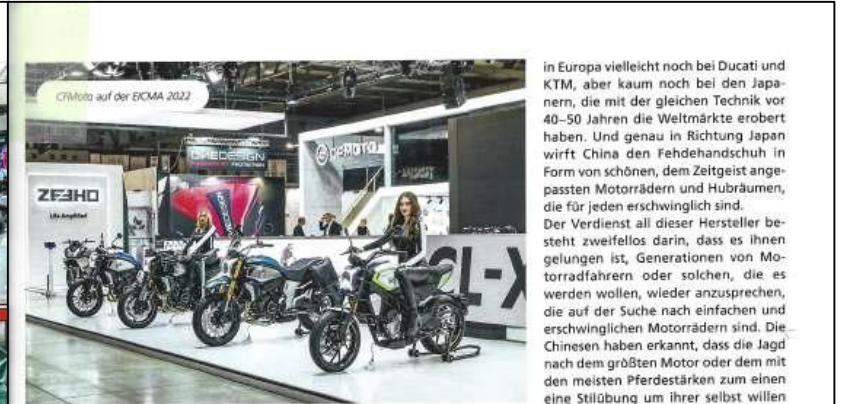 CFMoto auf der EICMA 2022
ONEDESIGN
CFMOTO
ZEEHO
Life Amplified
CL-X
in Europa vielleicht noch bei Ducati und
KTM, aber kaum noch bei den Japa-
nern, die mit der gleichen Technik vor
40–50 Jahren die Weltmärkte erobert
haben. Und genau in Richtung Japan
wirft China den Fehdehandschuh in
Form von schönen, dem Zeitgeist ange-
passten Motorrädern und Hubräumen,
die für jeden erschwinglich sind.
Der Verdienst all dieser Hersteller be-
steht zweifellos darin, dass es ihnen
gelungen ist, Generationen von Mo-
torradfahrern oder solchen, die es
werden wollen, wieder anzusprechen,
die auf der Suche nach einfachen und
erschwinglichen Motorrädern sind. Die
Chinesen haben erkannt, dass die Jagd
nach dem größten Motor oder dem mit
den meisten Pferdestärken zum einen
eine Stilübung um ihrer selbst willen